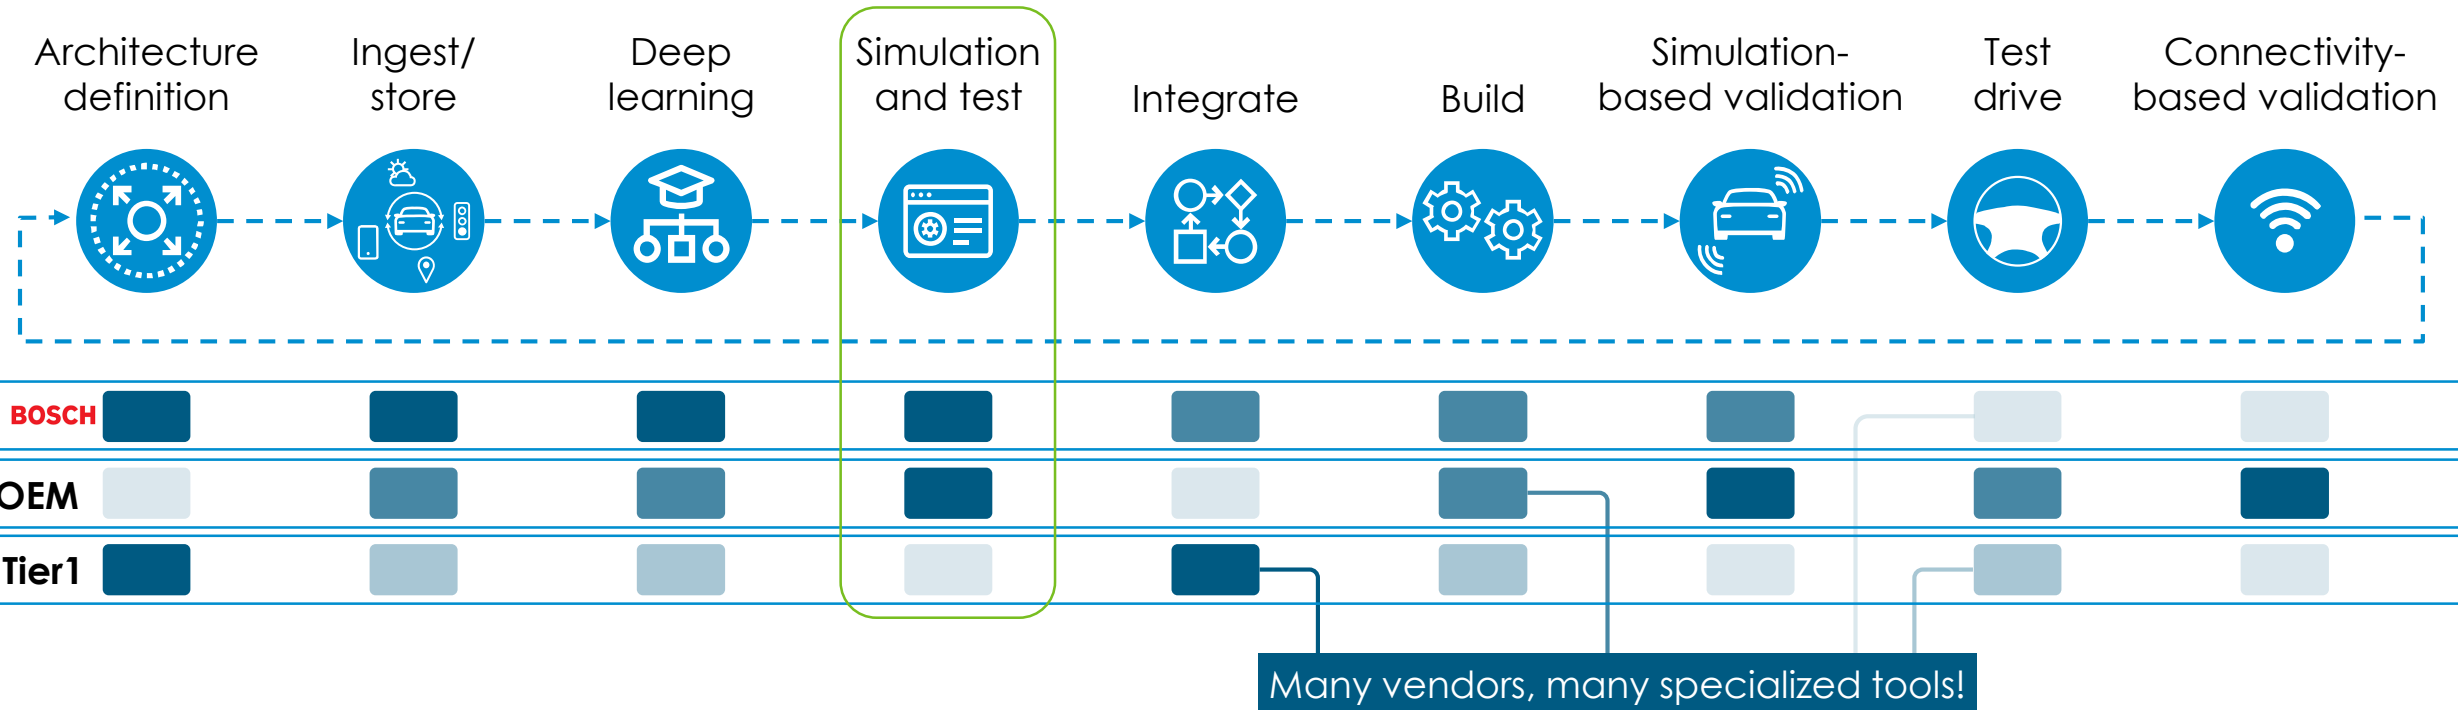 Architecture
definition
Ingest/
store
Deep
learning
Simulation
and test
Integrate
Build
Simulation-
based validation
Test
drive
Connectivity-
based validation
BOSCH
OEM
Tier1
Many vendors, many specialized tools!